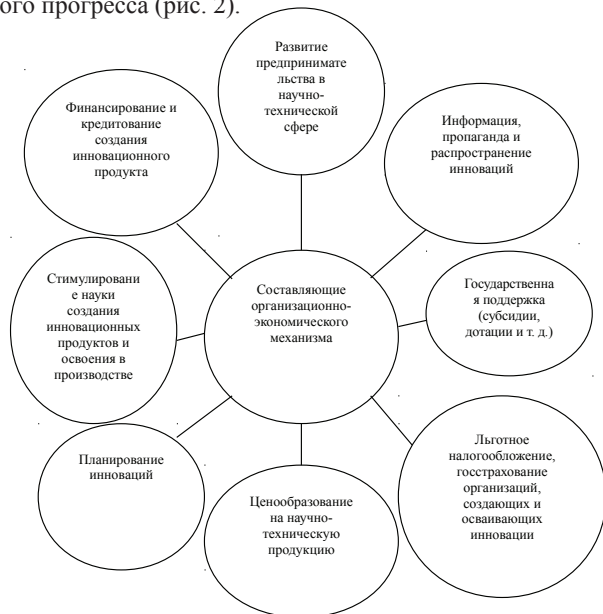 ого прогресса (рис. 2).
Развитие
предпринимате
льства в
научно-
технической
сфере
Финансирование и
кредитование
создания
инновационного
продукта
Информация,
пропаганда и
распространение
инноваций
Стимулировани
е науки
создания
инновационных
продуктов и
освоения в
производстве
Составляющие
организационно-
экономического
механизма
Государственна
я поддержка
(субсидии,
дотации и т. д.)
Планирование
инноваций
Ценообразование
на научно-
техническую
продукцию
Льготное
налогообложение,
госстрахование
организаций,
создающих и
осваивающих
инновации